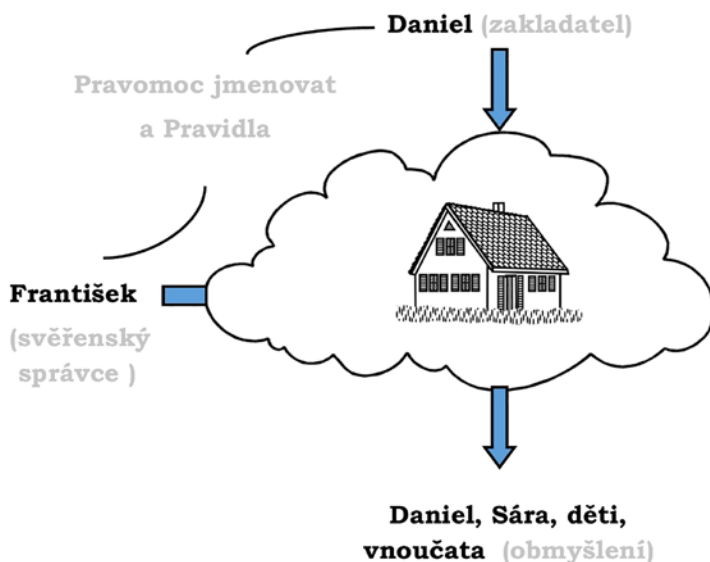 Daniel (zakladatel)
Pravomoc jmenovat
a Pravidla
František
(svěřenský
správce )
Daniel, Sára, děti,
vnoučata (obmyšlení)